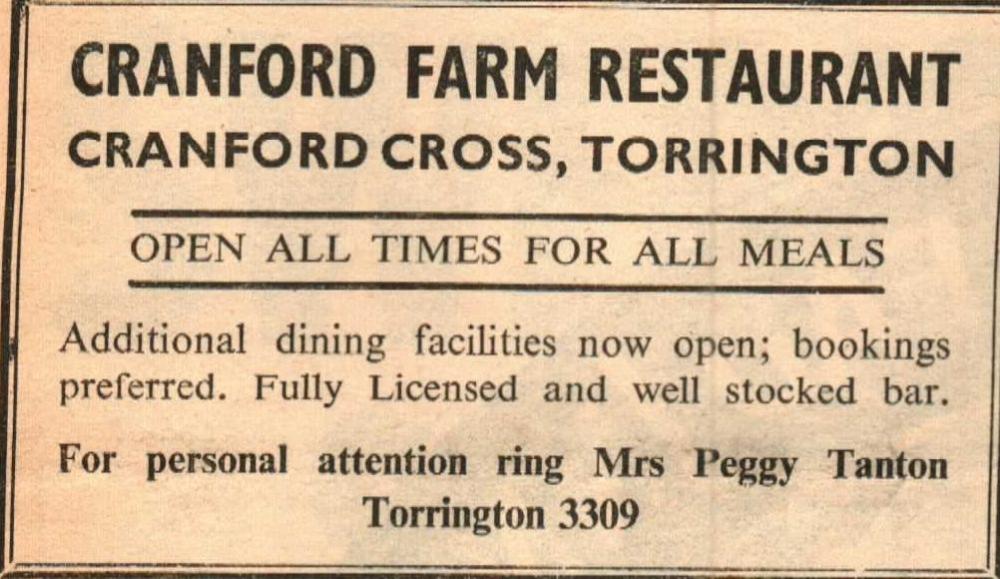 CRANFORD FARM RESTAURANT
CRANFORD CROSS, TORRINGTON
OPEN ALL TIMES FOR ALL MEALS
Additional dining facilities now open; bookings
preferred. Fully Licensed and well stocked bar.
For personal attention ring Mrs Peggy Tanton
Torrington 3309